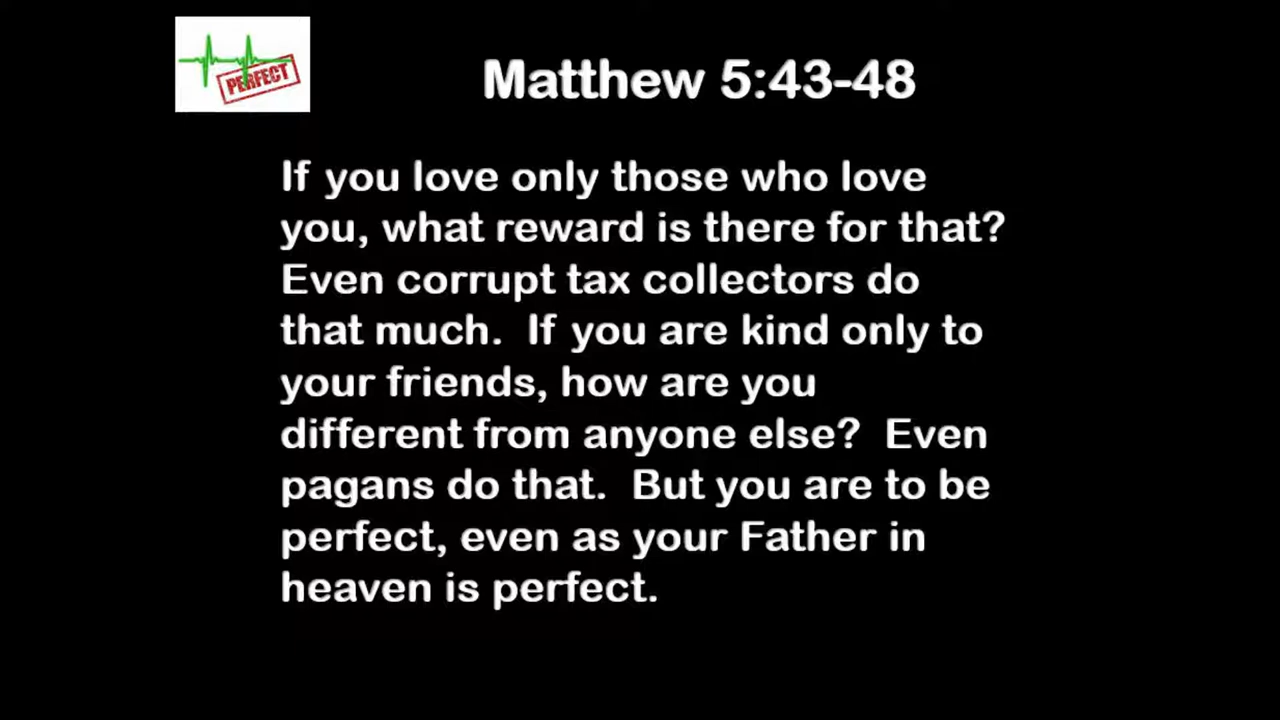 PERFECT
Matthew 5:43-48
If you love only those who love
you, what reward is there for that?
Even corrupt tax collectors do
that much.  If you are kind only to
your friends, how are you
different from anyone else?  Even
pagans do that.  But you are to be
perfect, even as your Father in
heaven is perfect.